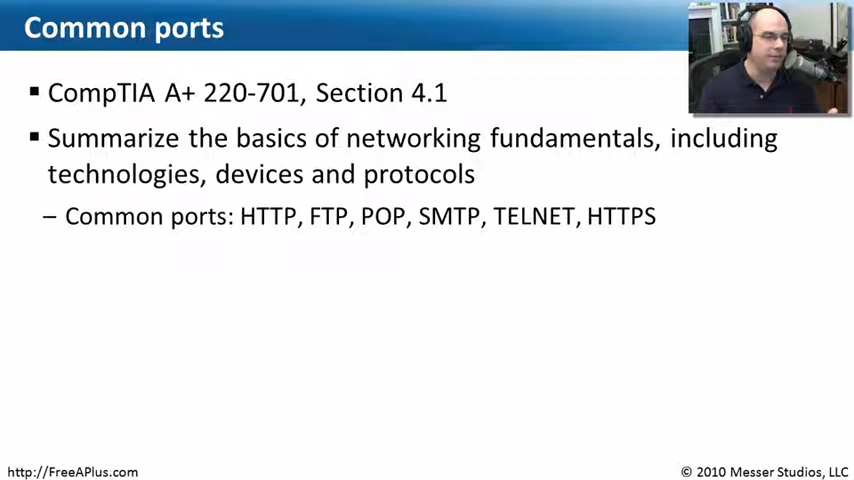 Common ports
▪ CompTIA A+ 220-701, Section 4.1
▪ Summarize the basics of networking fundamentals, including
technologies, devices and protocols
– Common ports: HTTP, FTP, POP, SMTP, TELNET, HTTPS
http://FreeAPlus.com
© 2010 Messer Studios, LLC